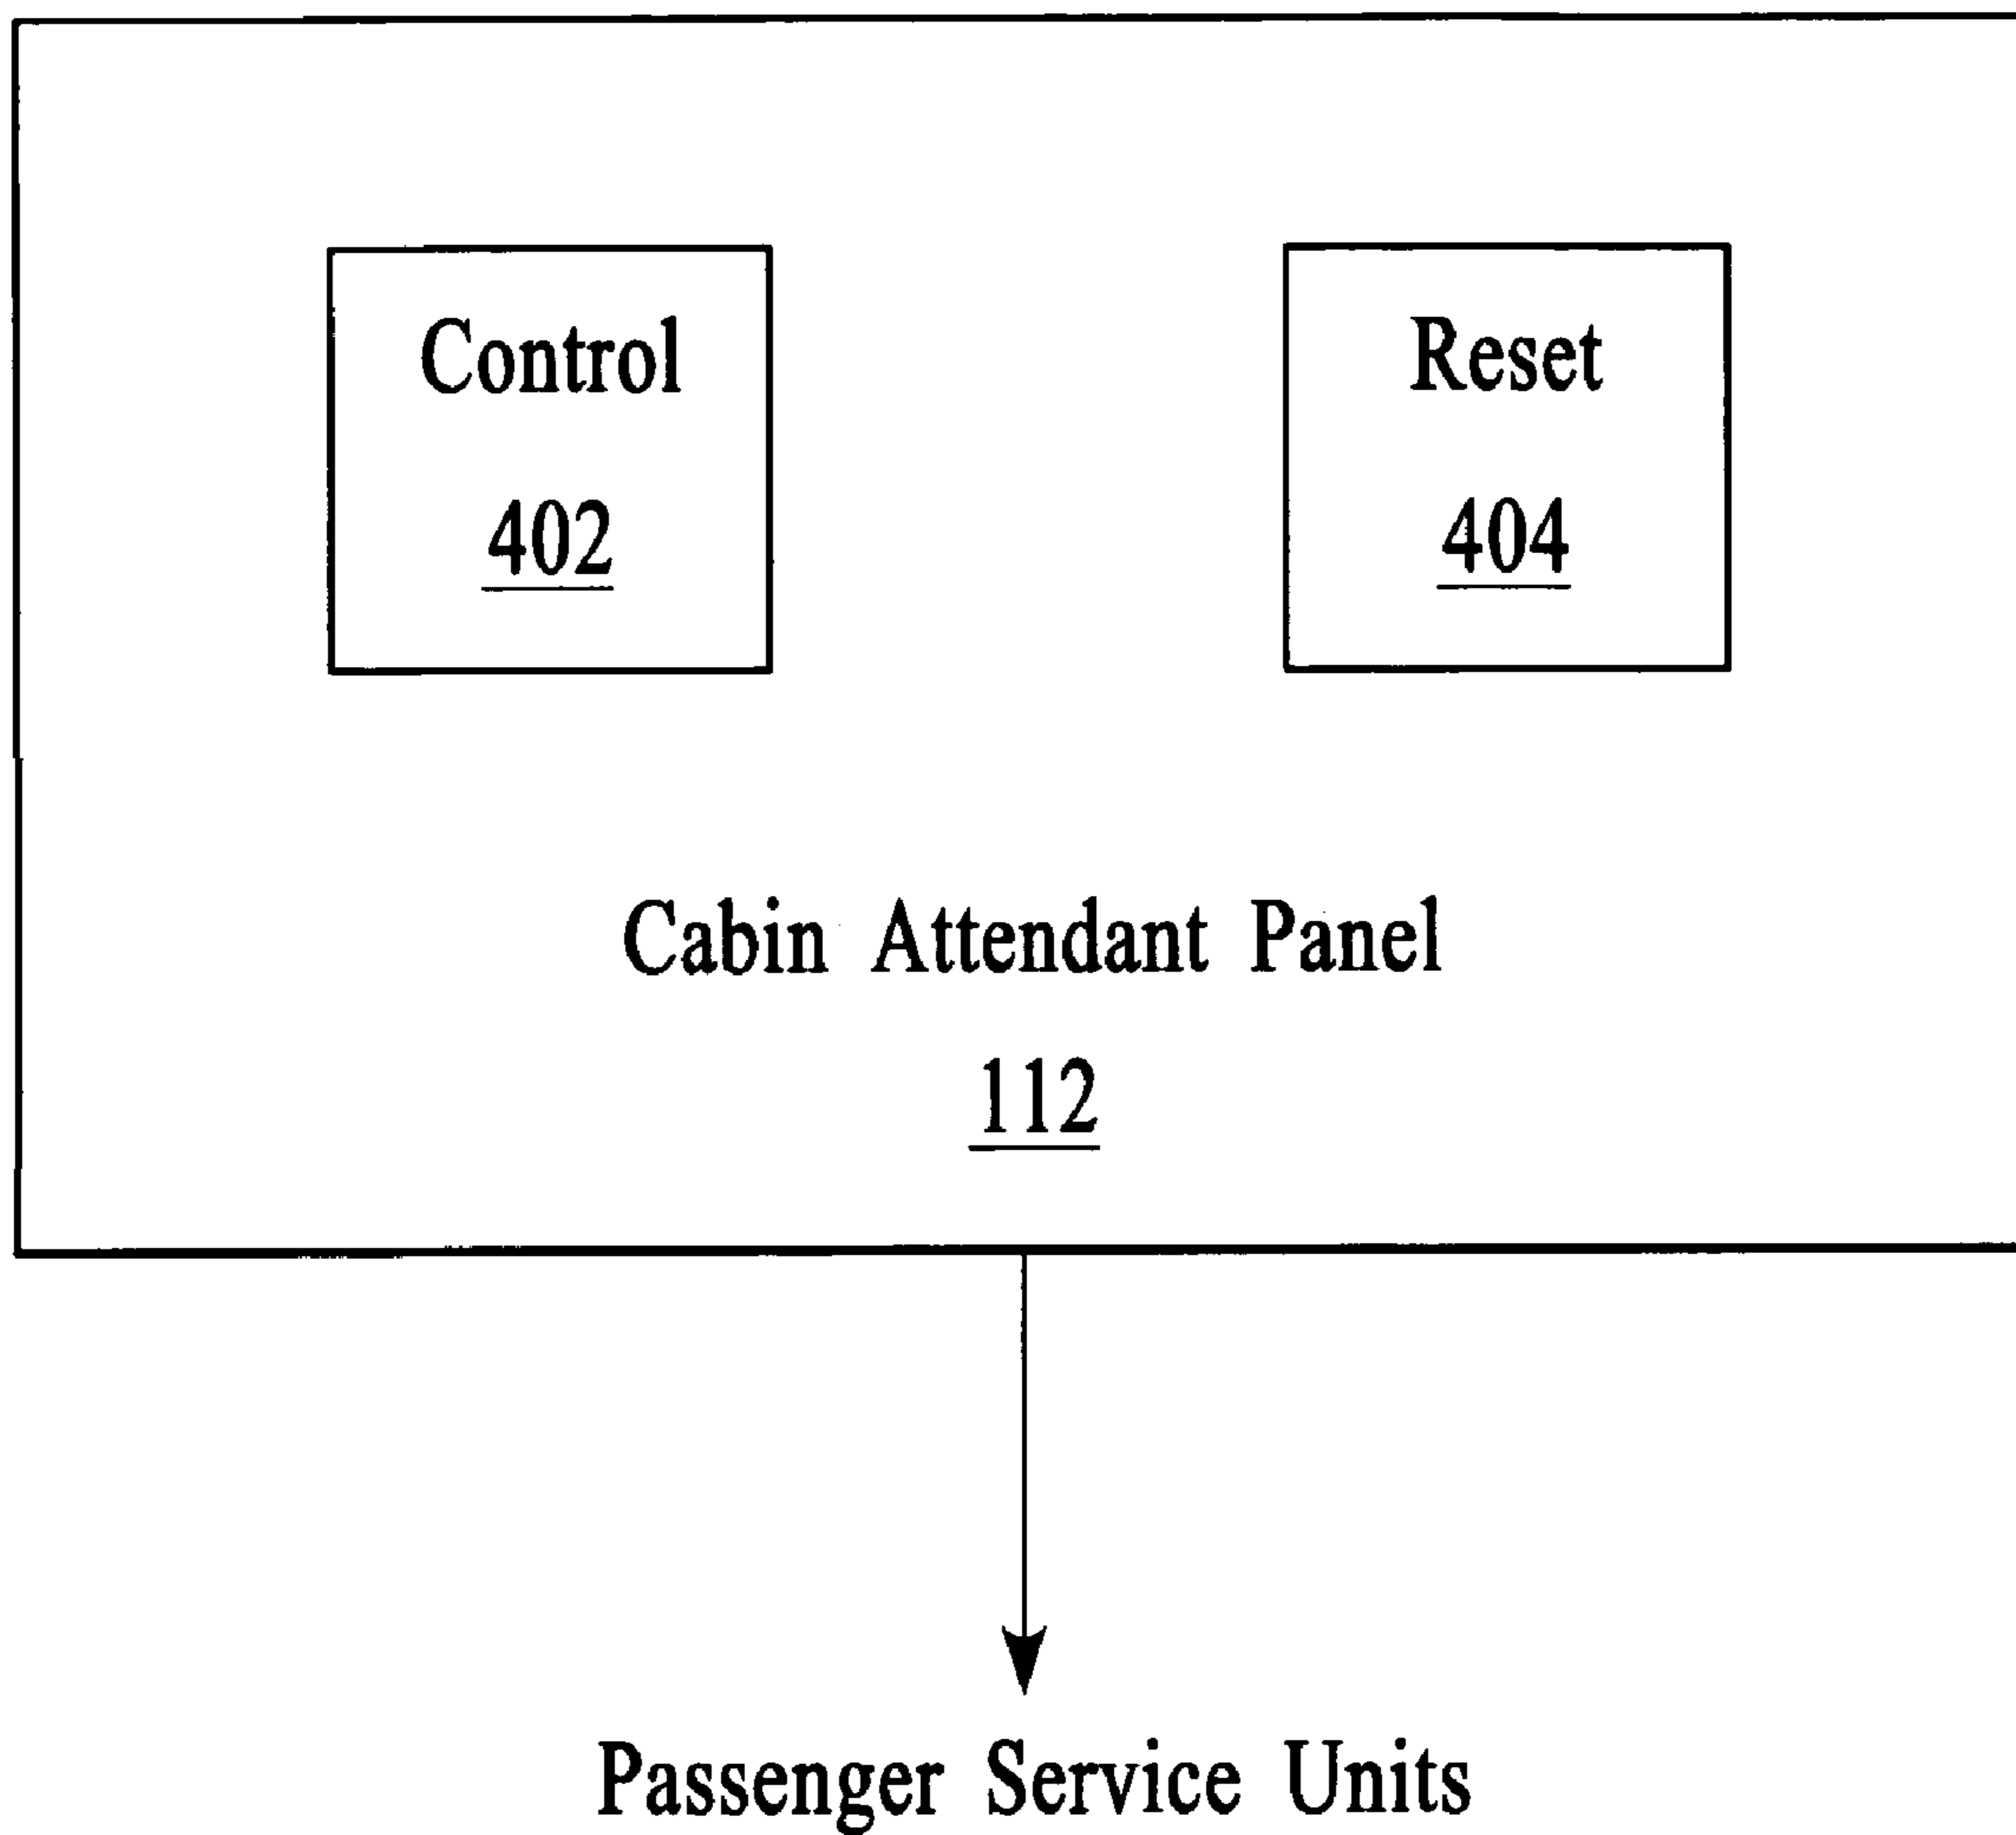 Control
402
Reset
404
Cabin Attendant Panel
112
Passenger Service Units